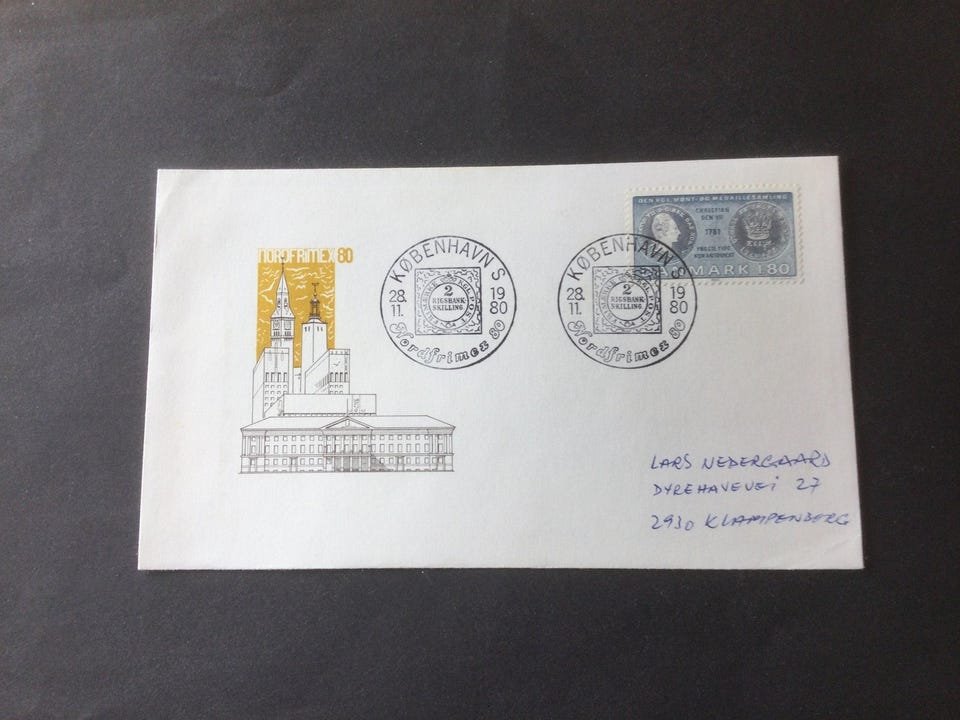 NORDFRIMEX 80
KØBENHAVN S
28.
11.
19
80
2
RIGSBANK-
SKILLING
Nordfrimex 80
KØBENHAVN S
28.
11.
19
80
2
RIGSBANK-
SKILLING
Nordfrimex 80
DEN KGL. MØNT- OG MEDAILLESAMLING
CHRISTIAN
DEN VII
1781
DANMARK 180
LARS NEDERGAARD
DYREHAVEVEJ 27
2930 KLAMPENBORG